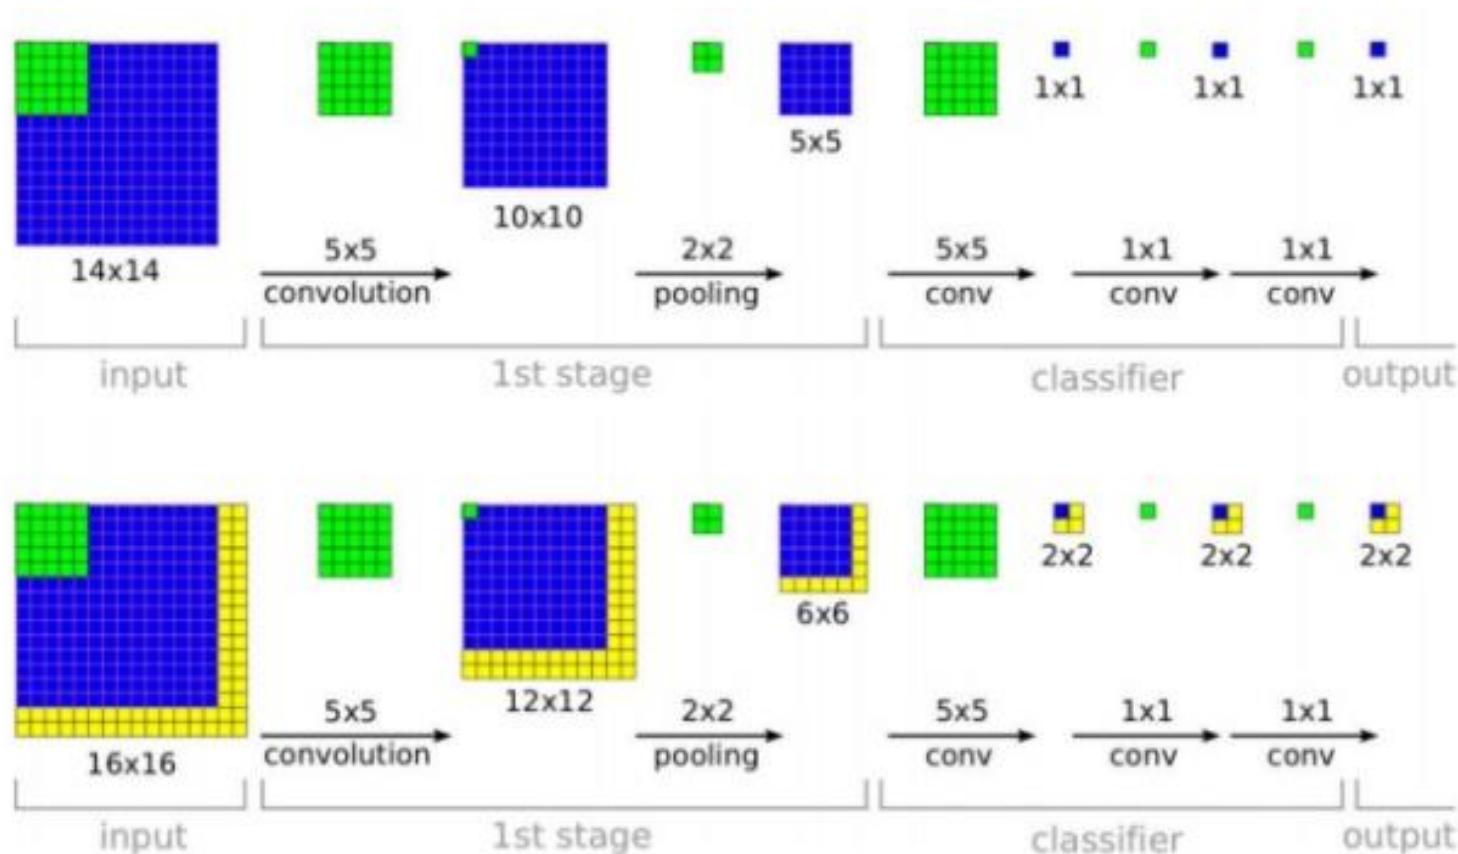 1x1 1x1 1x1
5x5
10x10
14x14
5x5 2x2 5x5 1x1 1x1
convolution pooling conv conv conv
input 1st stage classifier output
2x2 2x2 2x2
6x6
12x12
16x16
5x5 2x2 5x5 1x1 1x1
convolution pooling conv conv conv
input 1st stage classifier output